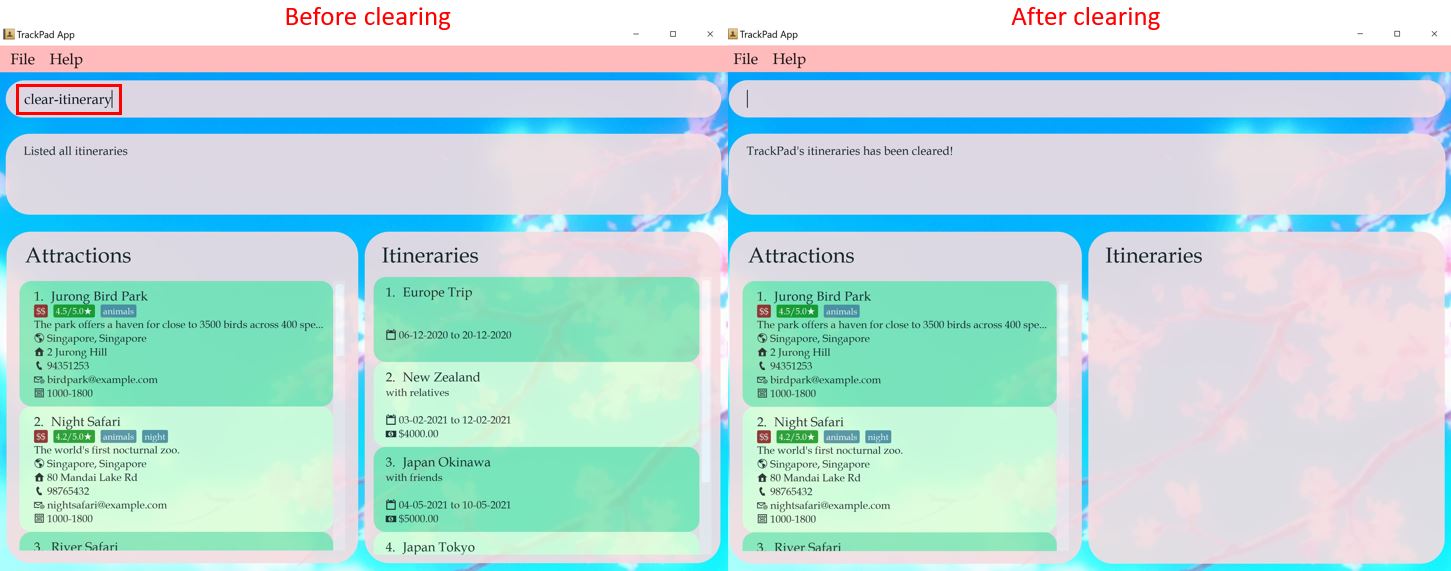 Before clearing
TrackPad App
File Help
clear-itinerary
Listed all itineraries
Attractions
1. Jurong Bird Park
$$ 4.5/5.0★ animals
The park offers a haven for close to 3500 birds across 400 spe...
Singapore, Singapore
2 Jurong Hill
94351253
birdpark@example.com
1000-1800
2. Night Safari
$$ 4.2/5.0★ animals night
The world's first nocturnal zoo.
Singapore, Singapore
80 Mandai Lake Rd
98765432
nightsafari@example.com
1000-1800
3. River Safari
Itineraries
1. Europe Trip
06-12-2020 to 20-12-2020
2. New Zealand
with relatives
03-02-2021 to 12-02-2021
$4000.00
3. Japan Okinawa
with friends
04-05-2021 to 10-05-2021
$5000.00
4. Japan Tokyo
After clearing
TrackPad App
File Help
TrackPad's itineraries has been cleared!
Attractions
1. Jurong Bird Park
$$ 4.5/5.0★ animals
The park offers a haven for close to 3500 birds across 400 spe...
Singapore, Singapore
2 Jurong Hill
94351253
birdpark@example.com
1000-1800
2. Night Safari
$$ 4.2/5.0★ animals night
The world's first nocturnal zoo.
Singapore, Singapore
80 Mandai Lake Rd
98765432
nightsafari@example.com
1000-1800
3. River Safari
Itineraries